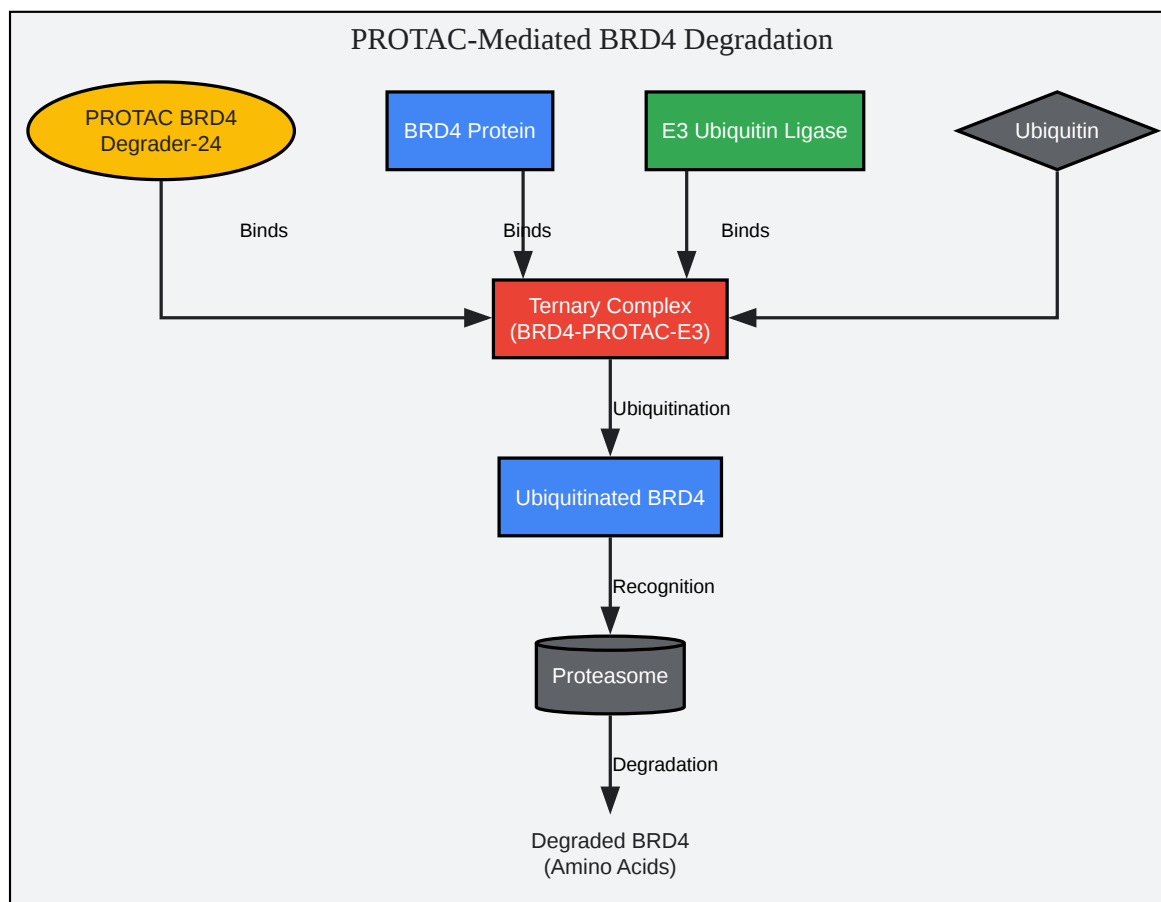 PROTAC-Mediated BRD4 Degradation
PROTAC BRD4
Degrader-24
BRD4 Protein
E3 Ubiquitin Ligase
Ubiquitin
Binds
Binds
Binds
Ternary Complex
(BRD4-PROTAC-E3)
Ubiquitination
Ubiquitinated BRD4
Recognition
Proteasome
Degradation
Degraded BRD4
(Amino Acids)